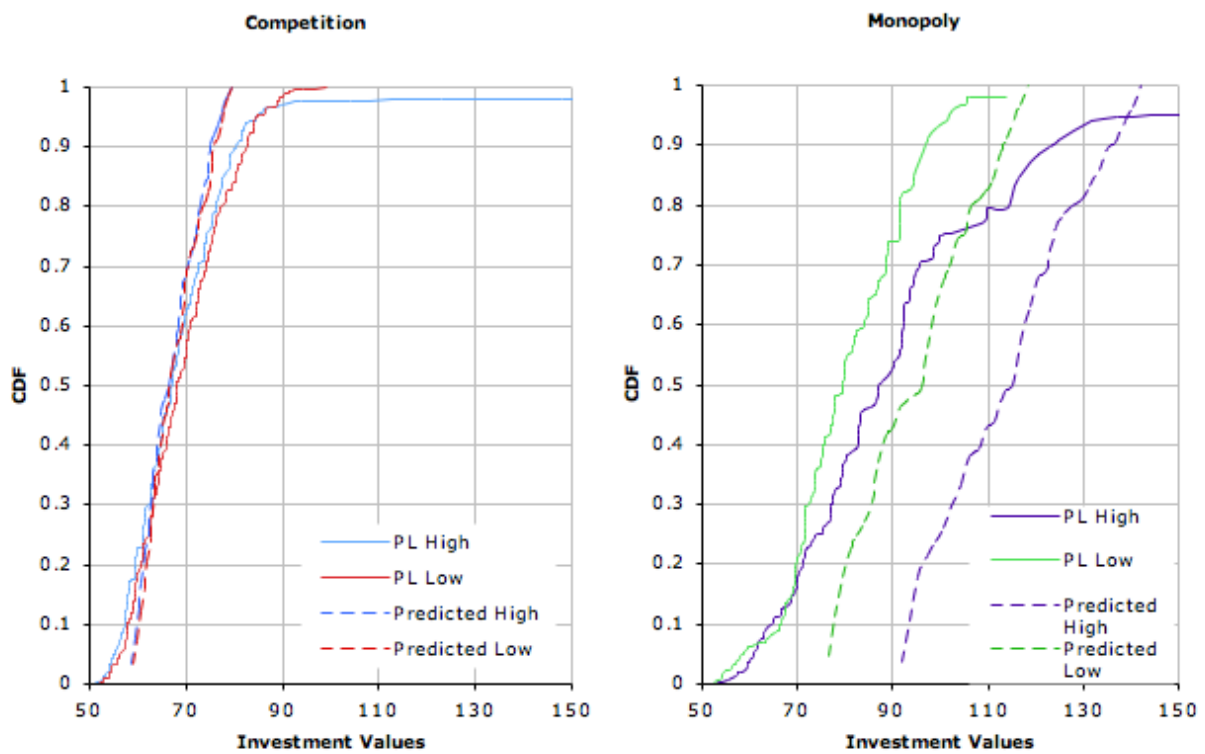 Competition
CDF
1
0.9
0.8
0.7
0.6
0.5
0.4
0.3
0.2
0.1
0
50
70
90
110
130
150
Investment Values
PL High
PL Low
Predicted High
Predicted Low
Monopoly
CDF
1
0.9
0.8
0.7
0.6
0.5
0.4
0.3
0.2
0.1
0
50
70
90
110
130
150
Investment Values
PL High
PL Low
Predicted
High
Predicted
Low